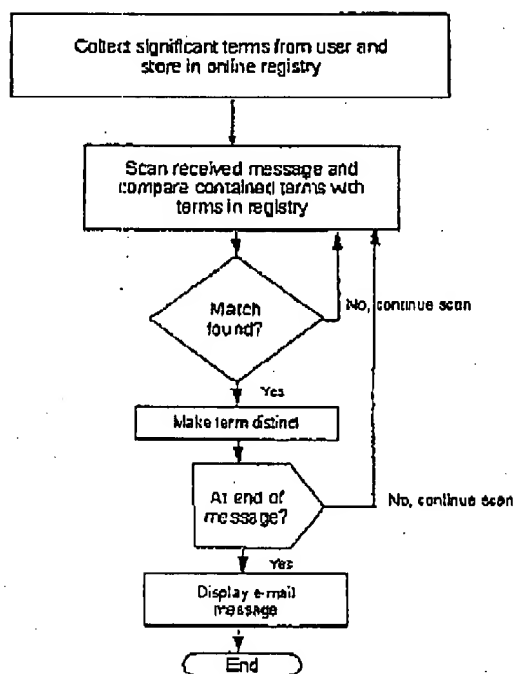 Collect significant terms from user and
store in online registry
Scan received message and
compare contained terms with
terms in registry
Match
found?
No, continue scan
Yes
Make term distinct
At end of
message?
No, continue scan
Yes
Display e-mail
message
End